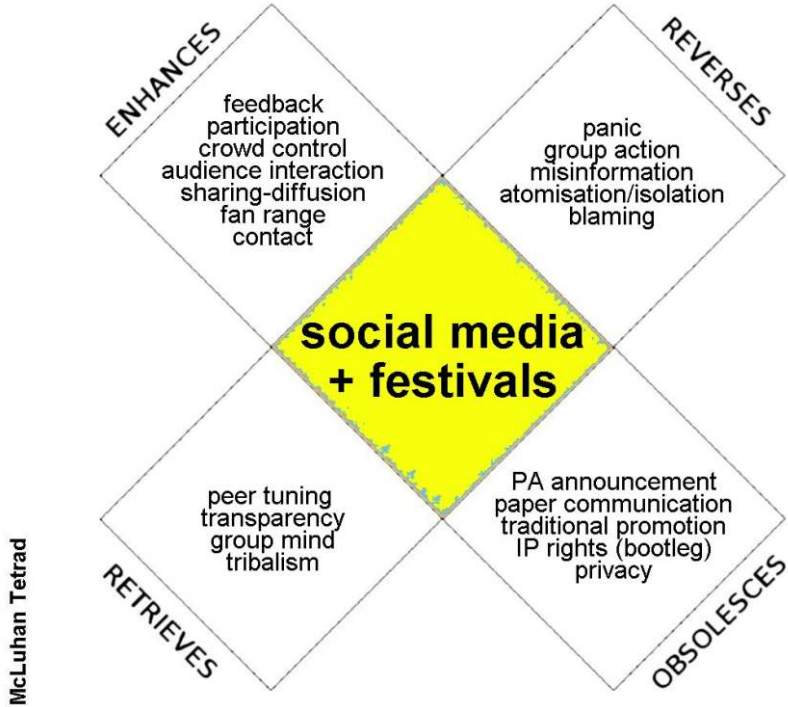 ENHANCES
feedback
participation
crowd control
audience interaction
sharing-diffusion
fan range
contact
REVERSES
panic
group action
misinformation
atomisation/isolation
blaming
social media
+ festivals
peer tuning
transparency
group mind
tribalism
RETRIEVES
PA announcement
paper communication
traditional promotion
IP rights (bootleg)
privacy
OBSOLESCES
McLuhan Tetrad